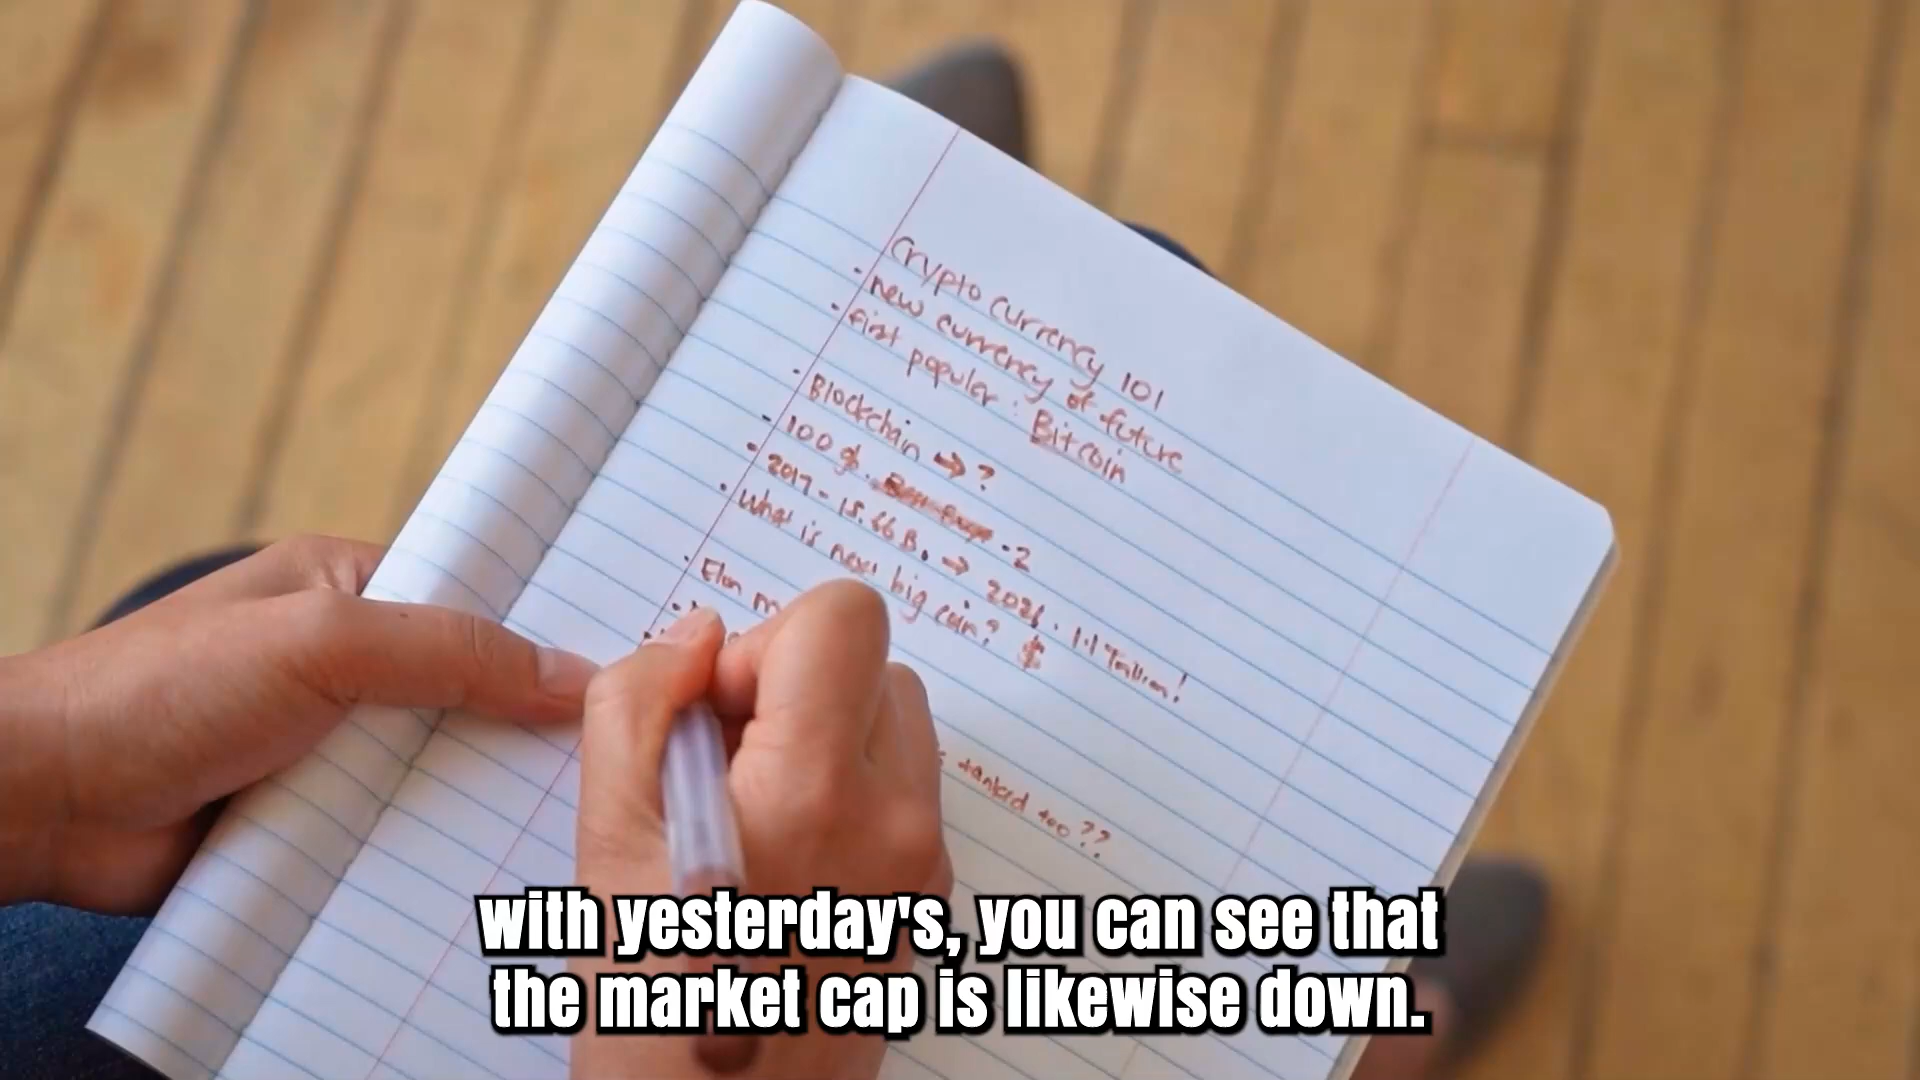 Crypto Currency 101
• new currency of future
• first popular: Bitcoin
• Blockchain → ?
• 100 $. - 2
• 2017 - 15.66 B. → 2021. 1.1 Trillion!
• What is next big coin? $
• Elon m
tanked too??
with yesterday's, you can see that
the market cap is likewise down.